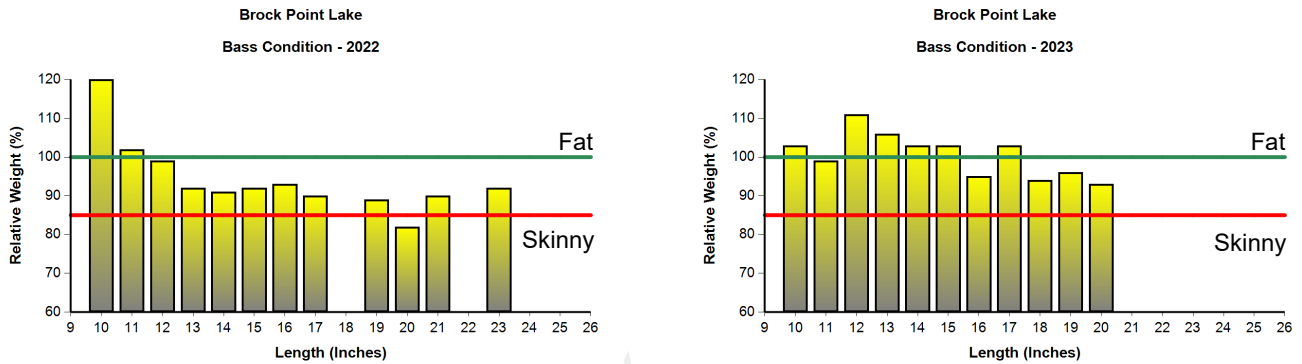 Brock Point Lake
Bass Condition - 2022
120
110
100
90
80
70
60
Relative Weight (%)
Fat
Skinny
9 10 11 12 13 14 15 16 17 18 19 20 21 22 23 24 25 26
Length (Inches)
Brock Point Lake
Bass Condition - 2023
120
110
100
90
80
70
60
Relative Weight (%)
Fat
Skinny
9 10 11 12 13 14 15 16 17 18 19 20 21 22 23 24 25 26
Length (Inches)